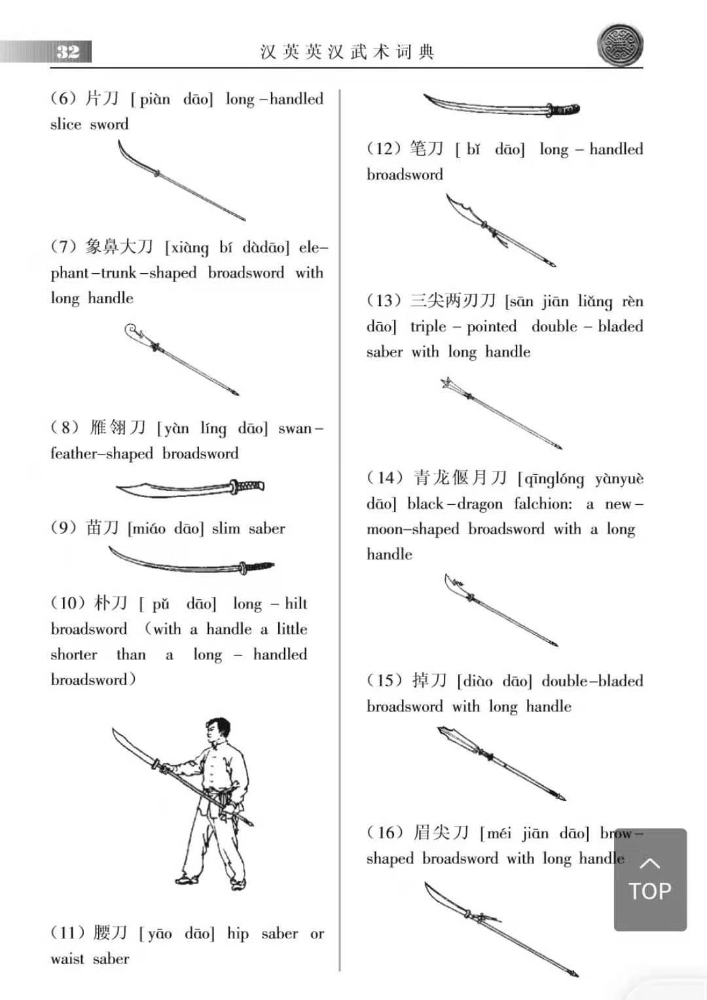 32
汉英英汉武术词典
（6）片刀 [piàn dāo] long-handled
slice sword
（7）象鼻大刀 [xiàng bí dàdāo] ele-
phant-trunk-shaped broadsword with
long handle
（8）雁翎刀 [yàn líng dāo] swan-
feather-shaped broadsword
（9）苗刀 [miáo dāo] slim saber
（10）朴刀 [pǔ dāo] long-hilt
broadsword （with a handle a little
shorter than a long-handled
broadsword）
（11）腰刀 [yāo dāo] hip saber or
waist saber
（12）笔刀 [bǐ dāo] long-handled
broadsword
（13）三尖两刃刀 [sān jiān liǎng rèn
dāo] triple-pointed double-bladed
saber with long handle
（14）青龙偃月刀 [qīnglóng yànyuè
dāo] black-dragon falchion: a new-
moon-shaped broadsword with a long
handle
（15）掉刀 [diào dāo] double-bladed
broadsword with long handle
（16）眉尖刀 [méi jiān dāo] brow-
shaped broadsword with long handle
TOP